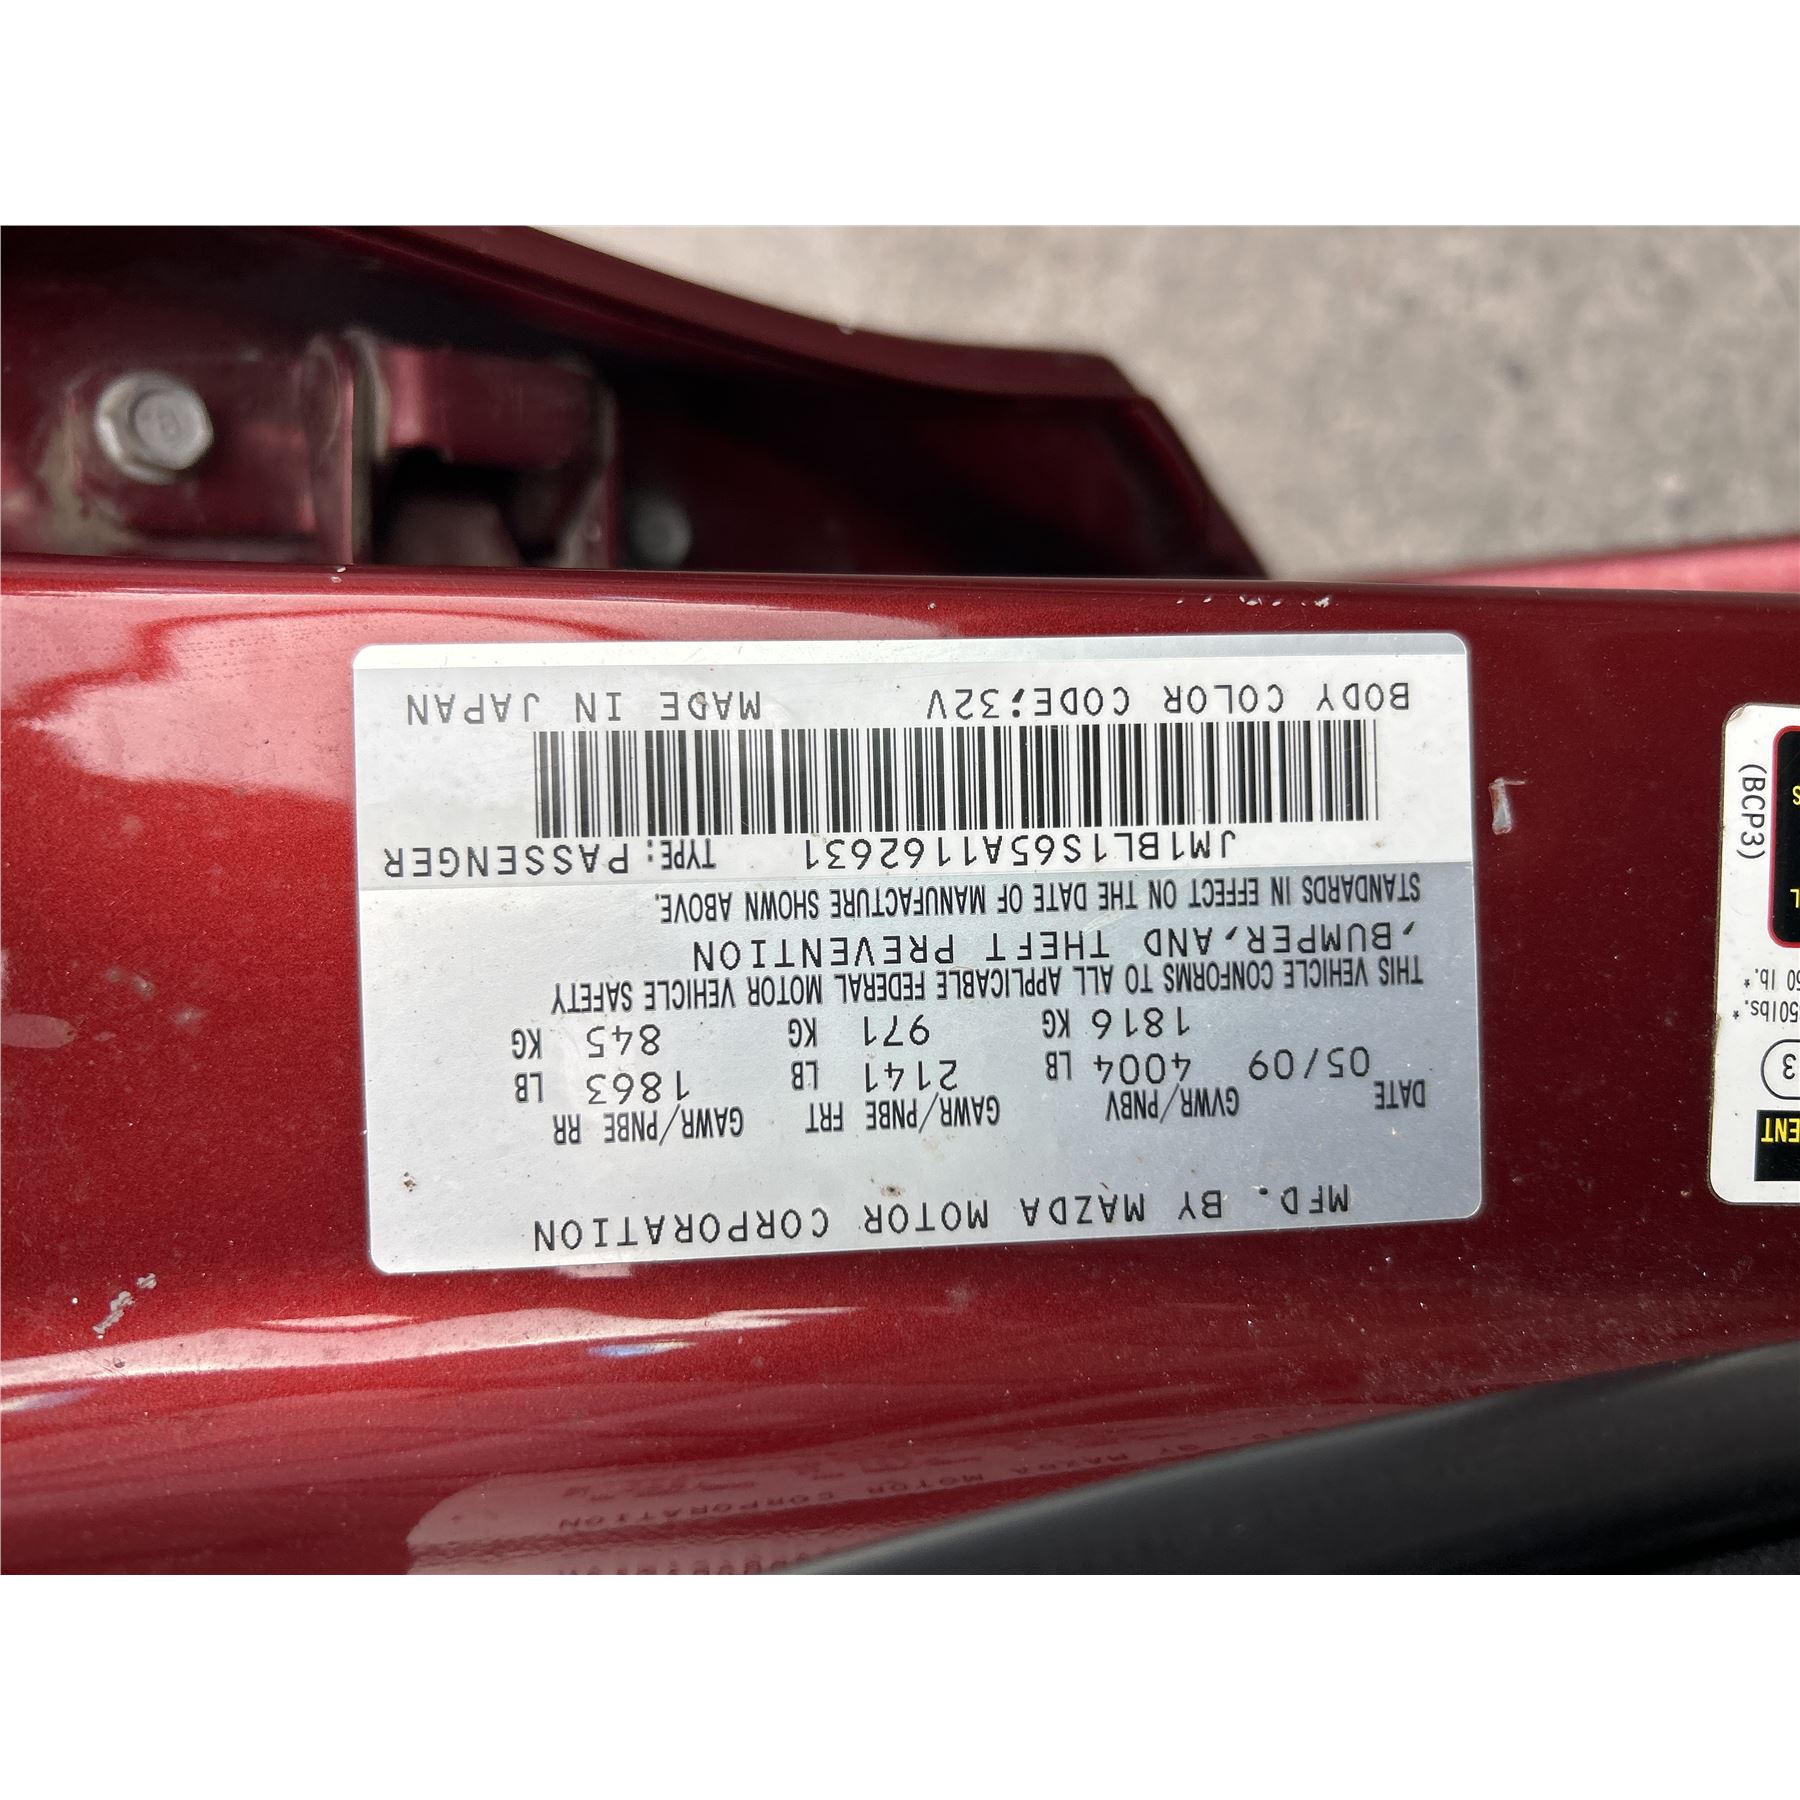 MFD. BY MAZDA MOTOR CORPORATION
DATE GVWR/PNBV GAWR/PNBE FRT GAWR/PNBE RR
05/09 4004 LB 2141 LB 1863 LB
1816 KG 971 KG 845 KG
THIS VEHICLE CONFORMS TO ALL APPLICABLE FEDERAL MOTOR VEHICLE SAFETY
,BUMPER,AND THEFT PREVENTION
STANDARDS IN EFFECT ON THE DATE OF MANUFACTURE SHOWN ABOVE.
JM1BL1S65A1162631 TYPE: PASSENGER
BODY COLOR CODE:32V MADE IN JAPAN
(BCP3)